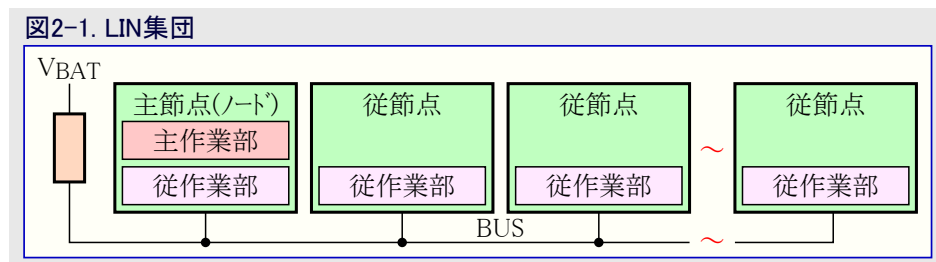 図2-1. LIN集団
VBAT
主節点(ノード)
主作業部
従作業部
従節点
従作業部
従節点
従作業部
～
従節点
従作業部
BUS
～